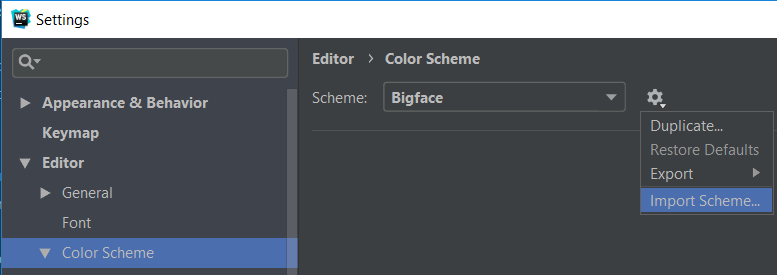 WS Settings
Editor › Color Scheme
Appearance & Behavior
Scheme: Bigface
Keymap
Duplicate...
Editor
Restore Defaults
General
Export
Font
Import Scheme...
Color Scheme